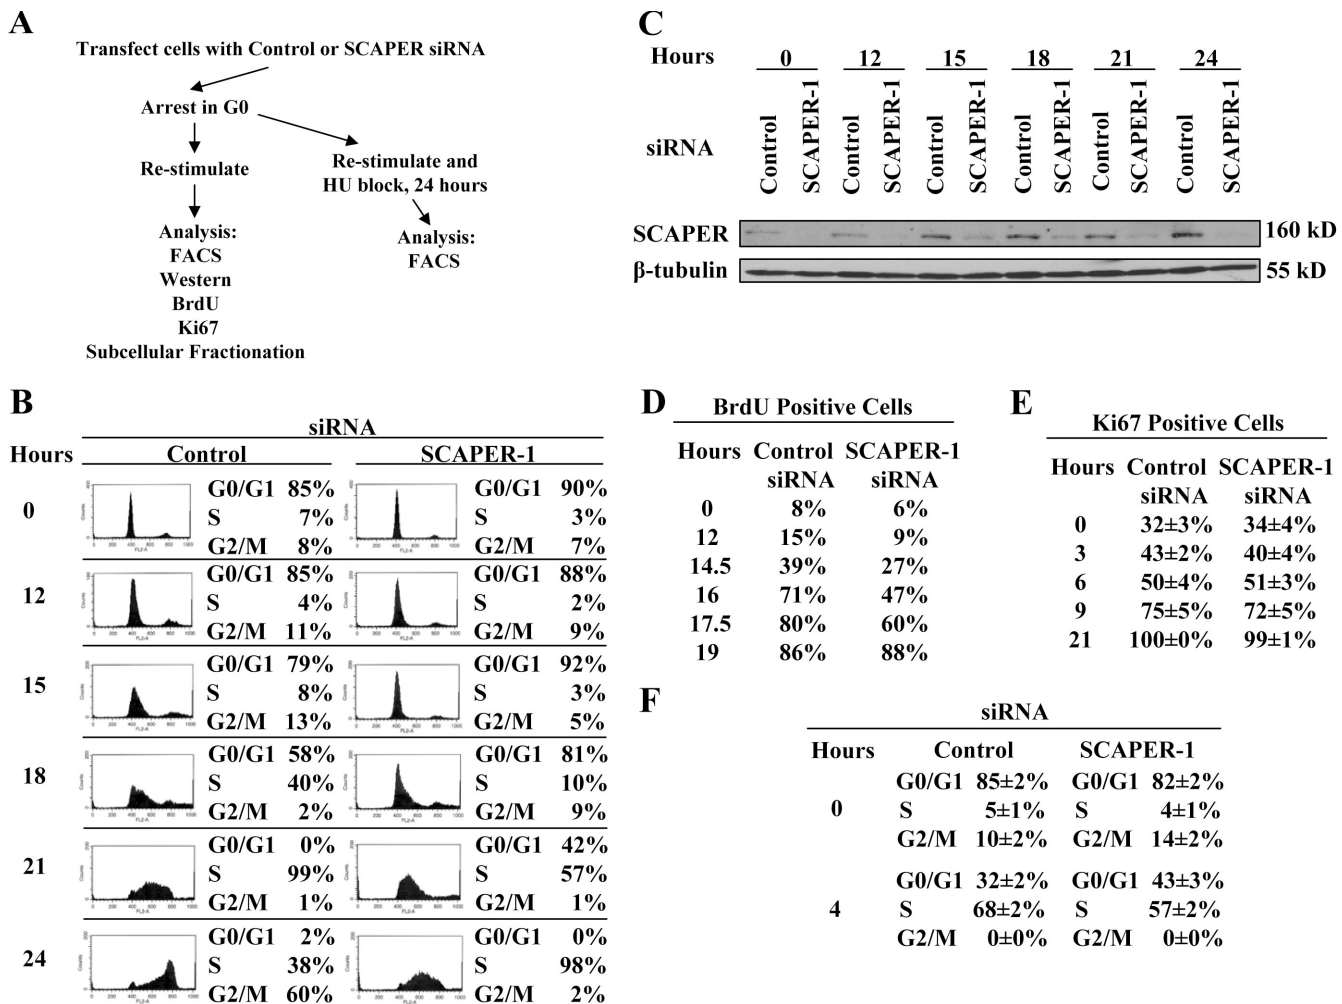 A
Transfect cells with Control or SCAPER siRNA
Arrest in G0
Re-stimulate
Re-stimulate and
HU block, 24 hours
Analysis:
FACS
Western
BrdU
Ki67
Subcellular Fractionation
Analysis:
FACS
B
siRNA
Hours Control SCAPER-1
0
G0/G1 85% G0/G1 90%
S 7% S 3%
G2/M 8% G2/M 7%
12
G0/G1 85% G0/G1 88%
S 4% S 2%
G2/M 11% G2/M 9%
15
G0/G1 79% G0/G1 92%
S 8% S 3%
G2/M 13% G2/M 5%
18
G0/G1 58% G0/G1 81%
S 40% S 10%
G2/M 2% G2/M 9%
21
G0/G1 0% G0/G1 42%
S 99% S 57%
G2/M 1% G2/M 1%
24
G0/G1 2% G0/G1 0%
S 38% S 98%
G2/M 60% G2/M 2%
C
Hours 0 12 15 18 21 24
siRNA Control SCAPER-1 Control SCAPER-1 Control SCAPER-1 Control SCAPER-1 Control SCAPER-1 Control SCAPER-1
SCAPER 160 kD
β-tubulin 55 kD
D
BrdU Positive Cells
Hours Control SCAPER-1
siRNA siRNA
0 8% 6%
12 15% 9%
14.5 39% 27%
16 71% 47%
17.5 80% 60%
19 86% 88%
E
Ki67 Positive Cells
Hours Control SCAPER-1
siRNA siRNA
0 32±3% 34±4%
3 43±2% 40±4%
6 50±4% 51±3%
9 75±5% 72±5%
21 100±0% 99±1%
F
siRNA
Hours Control SCAPER-1
G0/G1 85±2% G0/G1 82±2%
0 S 5±1% S 4±1%
G2/M 10±2% G2/M 14±2%
G0/G1 32±2% G0/G1 43±3%
4 S 68±2% S 57±2%
G2/M 0±0% G2/M 0±0%